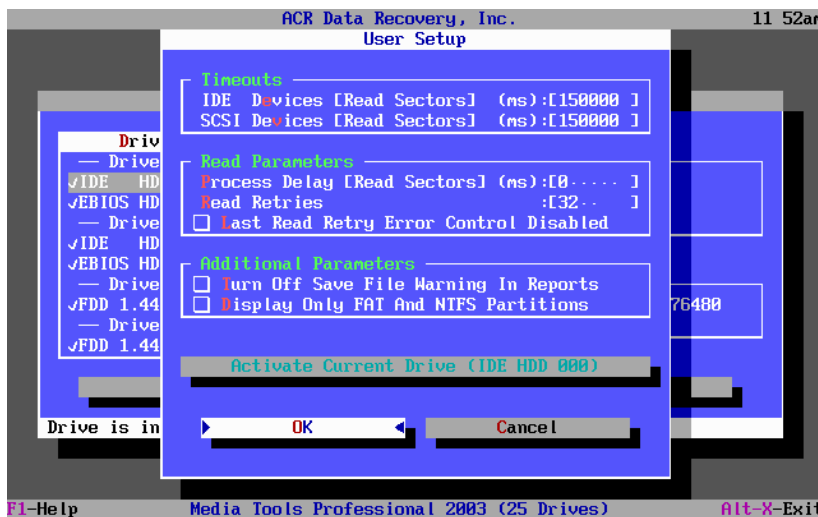 ACR Data Recovery, Inc. 11 52am
User Setup
Timeouts
IDE Devices [Read Sectors] (ms):[150000 ]
SCSI Devices [Read Sectors] (ms):[150000 ]
Driv
Drive
√IDE HD
√EBIOS HD
Drive
√IDE HD
√EBIOS HD
Drive
√FDD 1.44
Drive
√FDD 1.44
Read Parameters
Process Delay [Read Sectors] (ms):[0····· ]
Read Retries :[32·· ]
Last Read Retry Error Control Disabled
Additional Parameters
Turn Off Save File Warning In Reports
Display Only FAT And NTFS Partitions
76480
Activate Current Drive (IDE HDD 000)
Drive is in
OK Cancel
F1-Help Media Tools Professional 2003 (25 Drives) Alt-X-Exit